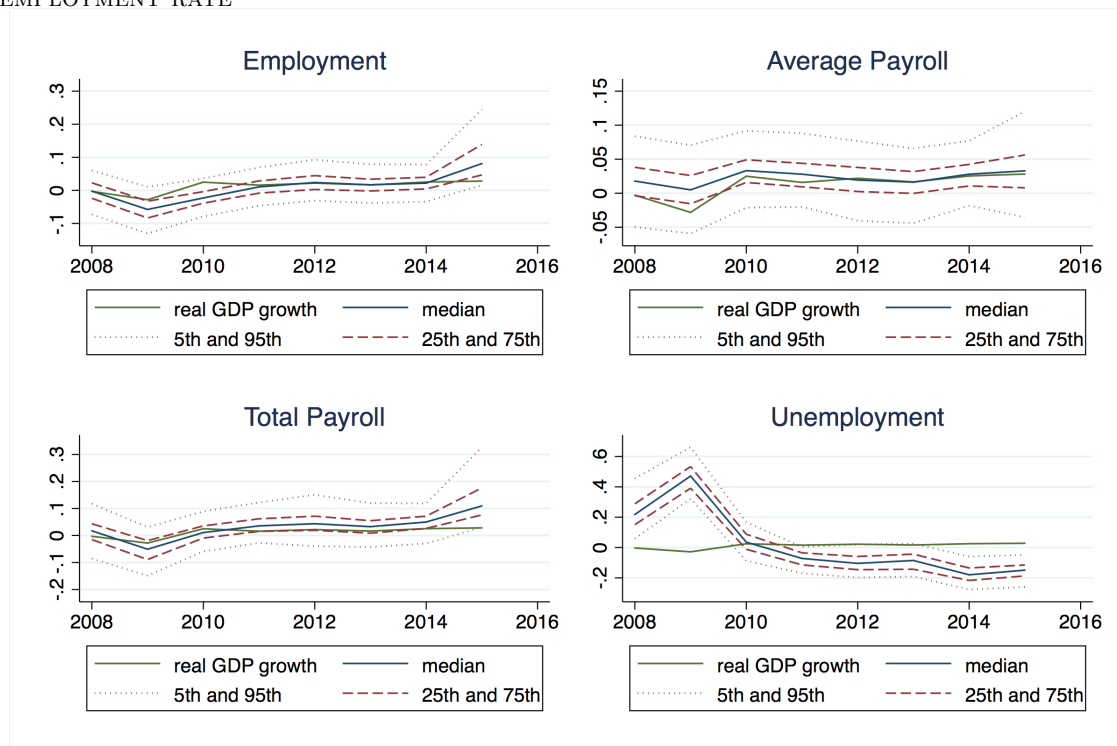 EMPLOYMENT RATE
Employment
.3
.2
.1
0
-.1
2008 2010 2012 2014 2016
real GDP growth median
5th and 95th 25th and 75th
Average Payroll
.15
.1
.05
0
-.05
2008 2010 2012 2014 2016
real GDP growth median
5th and 95th 25th and 75th
Total Payroll
.3
.2
.1
0
-.1
-.2
2008 2010 2012 2014 2016
real GDP growth median
5th and 95th 25th and 75th
Unemployment
.6
.4
.2
0
-.2
2008 2010 2012 2014 2016
real GDP growth median
5th and 95th 25th and 75th